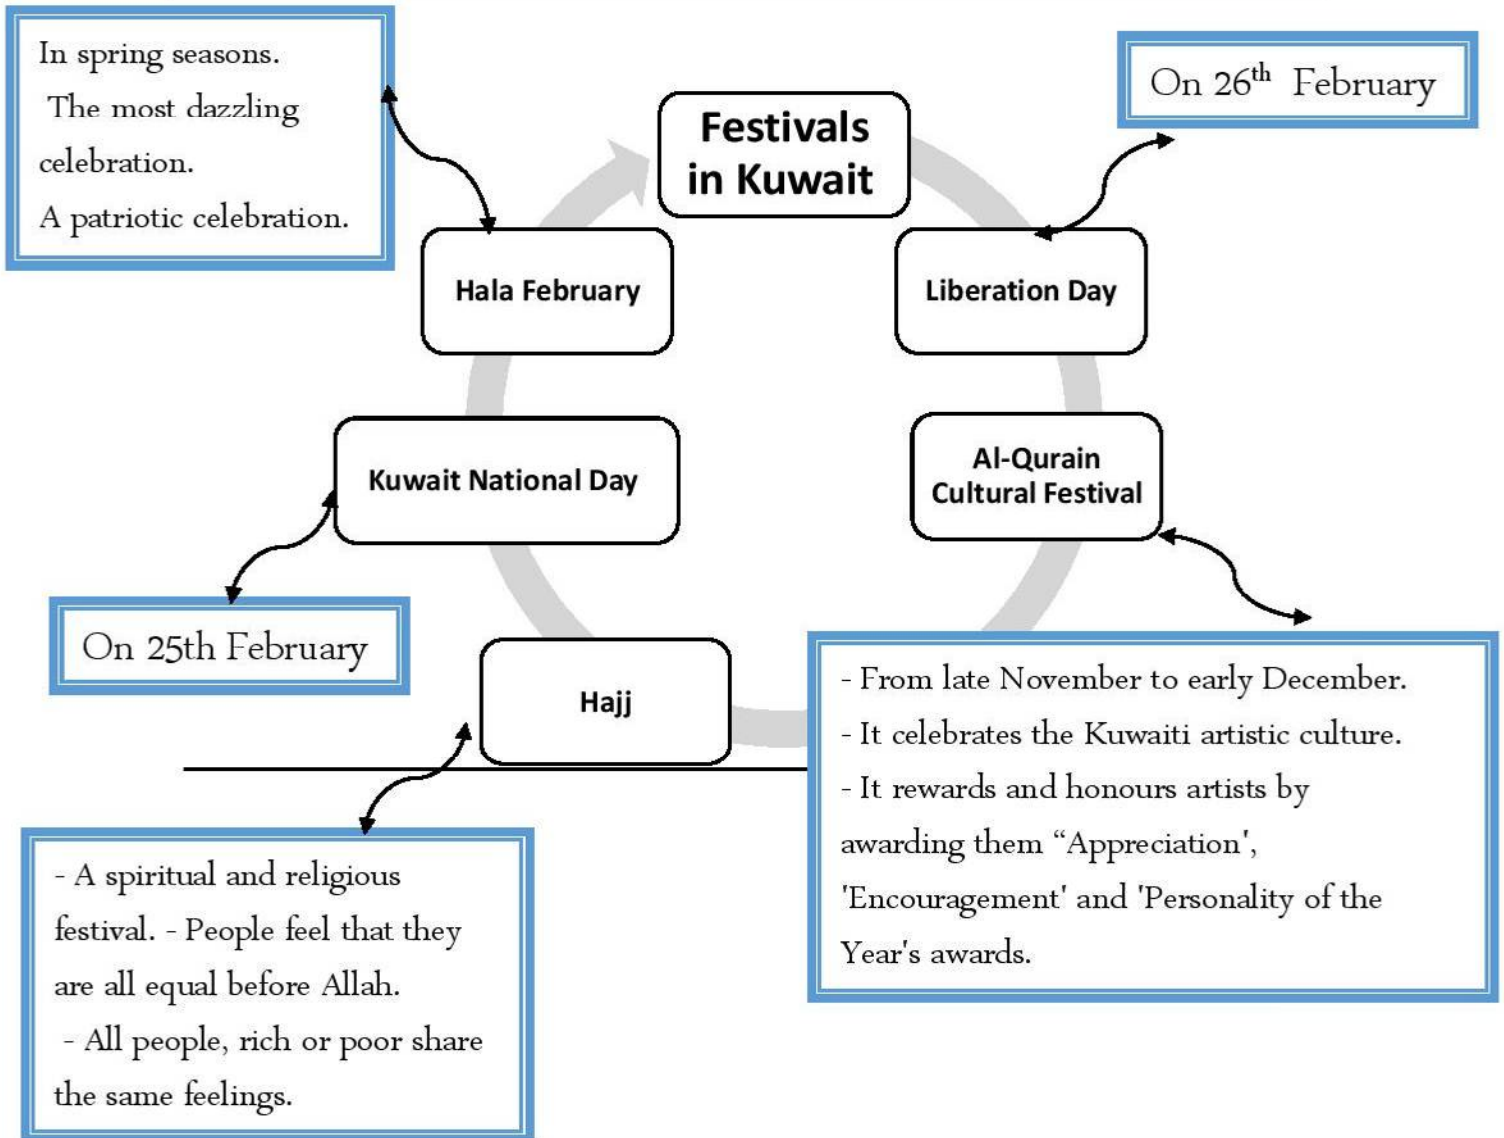 In spring seasons.
The most dazzling
celebration.
A patriotic celebration.
Festivals
in Kuwait
On 26th February
Hala February
Liberation Day
Kuwait National Day
Al-Qurain
Cultural Festival
On 25th February
Hajj
- From late November to early December.
- It celebrates the Kuwaiti artistic culture.
- It rewards and honours artists by
awarding them “Appreciation',
'Encouragement' and 'Personality of the
Year's awards.
- A spiritual and religious
festival. - People feel that they
are all equal before Allah.
- All people, rich or poor share
the same feelings.